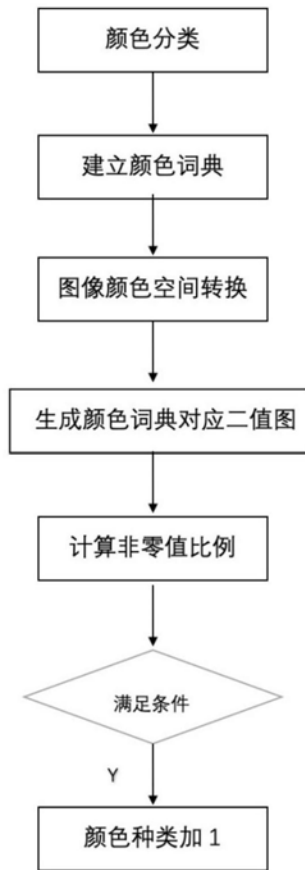 颜色分类
建立颜色词典
图像颜色空间转换
生成颜色词典对应二值图
计算非零值比例
满足条件
Y
颜色种类加 1